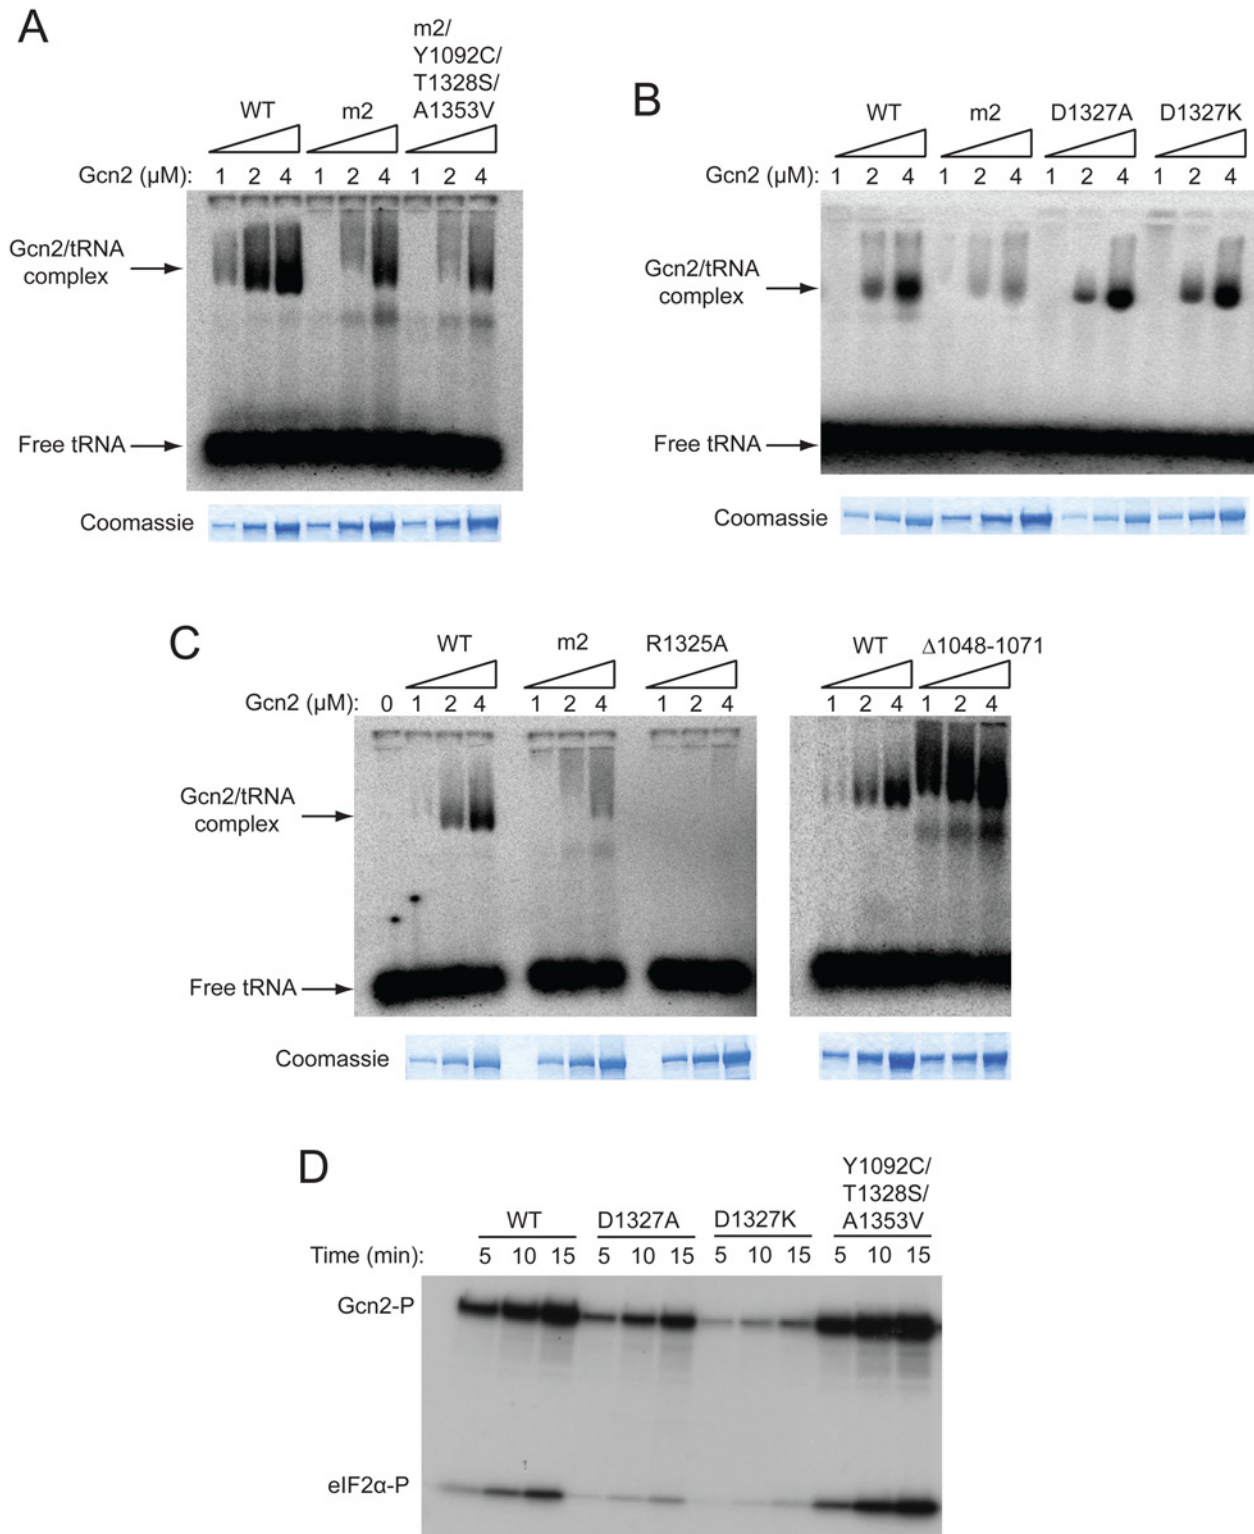 A
m2/
Y1092C/
T1328S/
A1353V
WT m2
Gcn2 (µM): 1 2 4 1 2 4 1 2 4
Gcn2/tRNA
complex
Free tRNA
Coomassie
B
WT m2 D1327A D1327K
Gcn2 (µM): 1 2 4 1 2 4 1 2 4 1 2 4
Gcn2/tRNA
complex
Free tRNA
Coomassie
C
WT m2 R1325A
Gcn2 (µM): 0 1 2 4 1 2 4 1 2 4
WT Δ1048-1071
1 2 4 1 2 4
Gcn2/tRNA
complex
Free tRNA
Coomassie
D
Y1092C/
T1328S/
A1353V
WT D1327A D1327K
Time (min): 5 10 15 5 10 15 5 10 15 5 10 15
Gcn2-P
eIF2α-P